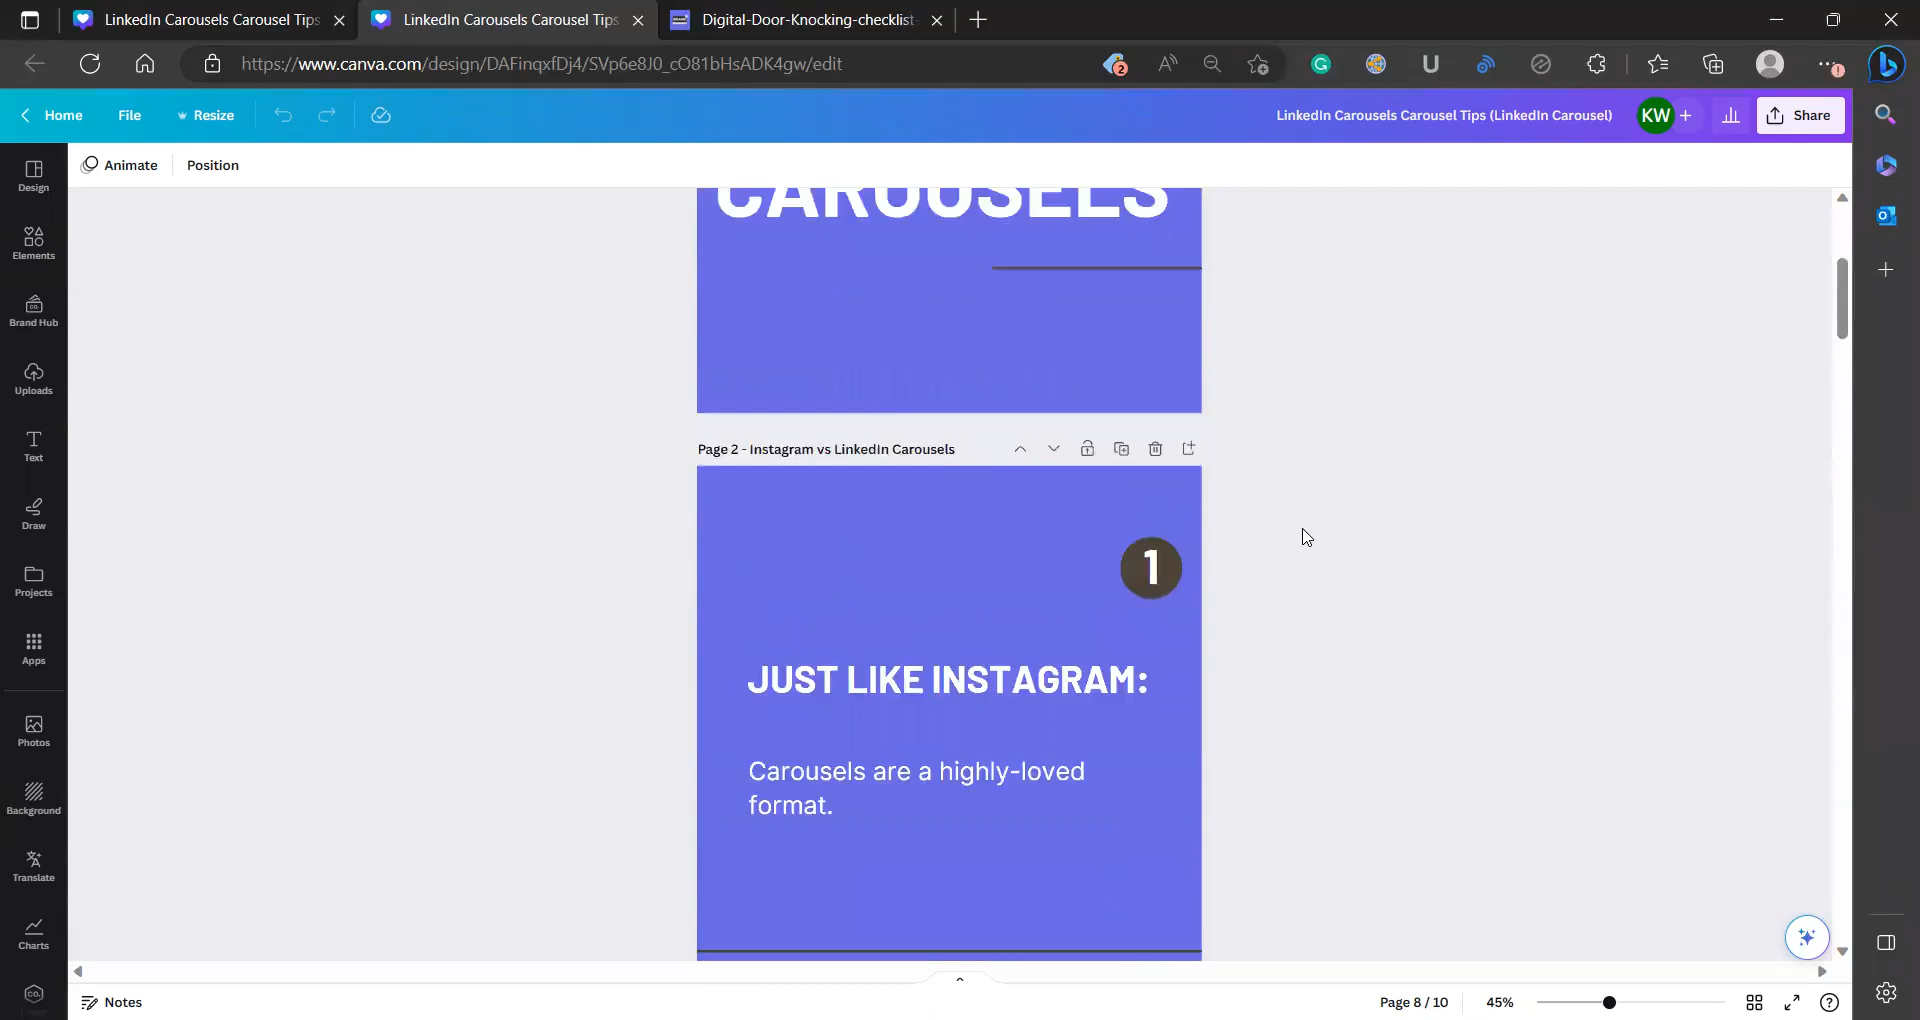 LinkedIn Carousels Carousel Tips
LinkedIn Carousels Carousel Tips
Digital-Door-Knocking-checklist
https://www.canva.com/design/DAFinqxfDj4/SVp6e8J0_cO81bHsADK4gw/edit
2
Home
File
Resize
LinkedIn Carousels Carousel Tips (LinkedIn Carousel)
KW
Share
Animate
Position
Design
Elements
Brand Hub
Uploads
Text
Draw
Projects
Apps
Photos
Background
Translate
Charts
CAROUSELS
Page 2 - Instagram vs LinkedIn Carousels
1
JUST LIKE INSTAGRAM:
Carousels are a highly-loved
format.
Notes
Page 8 / 10
45%